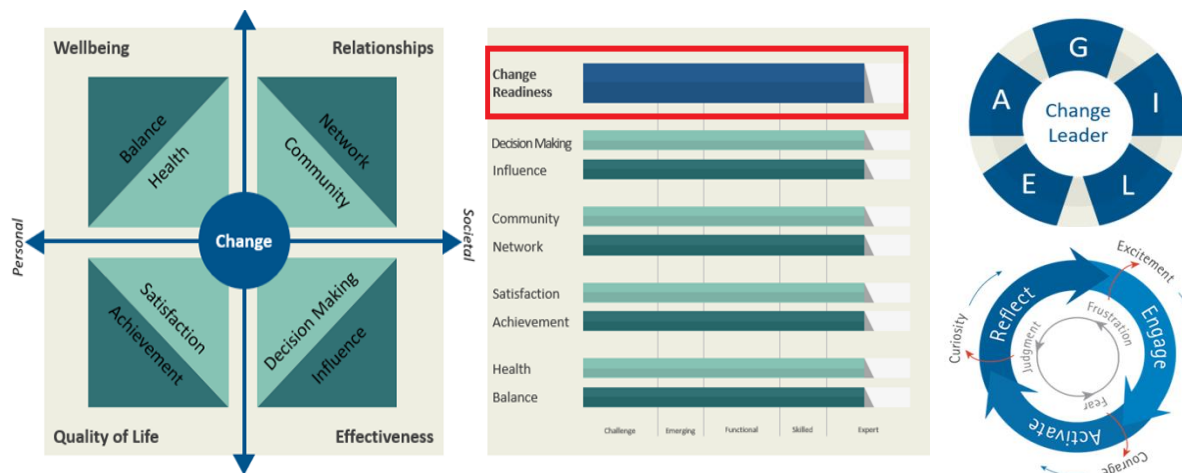 Wellbeing
Relationships
Balance
Health
Network
Community
Personal
Change
Societal
Satisfaction
Achievement
Decision Making
Influence
Quality of Life
Effectiveness
Change
Readiness
Decision Making
Influence
Community
Network
Satisfaction
Achievement
Health
Balance
Challenge Emerging Functional Skilled Expert
A G I L E
Change
Leader
Reflect
Engage
Activate
Curiosity
Excitement
Courage
Judgment
Frustration
Fear